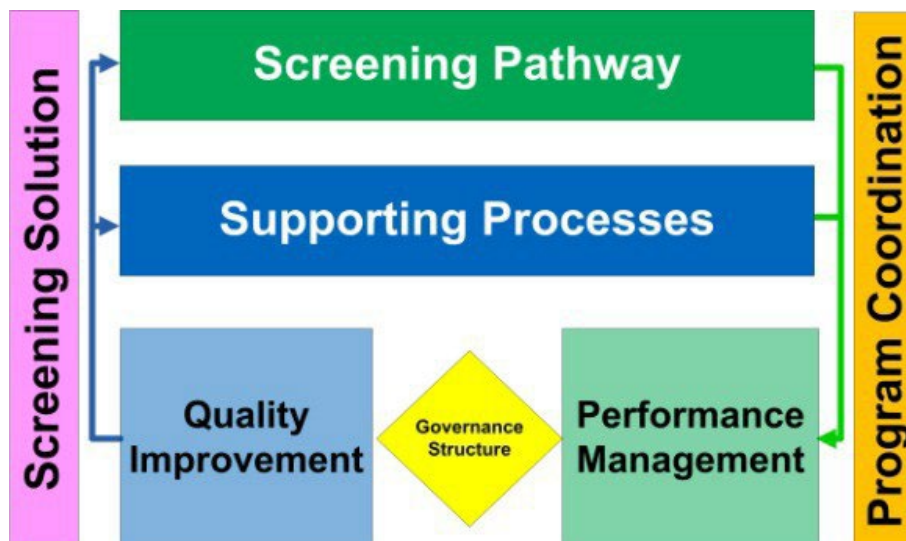 Screening Solution
Screening Pathway
Supporting Processes
Quality
Improvement
Governance
Structure
Performance
Management
Program Coordination